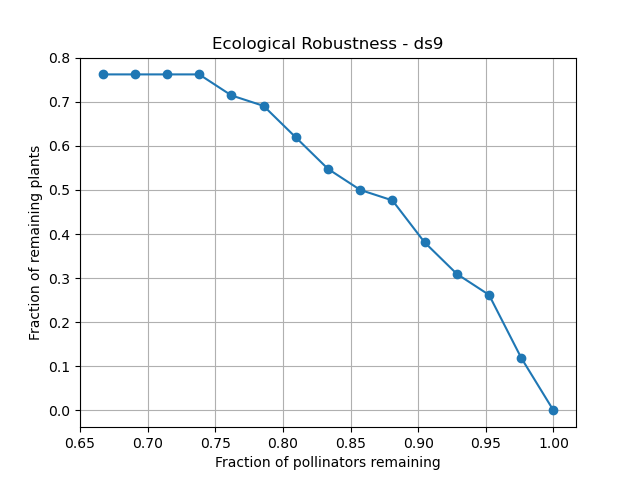 Ecological Robustness - ds9
Fraction of remaining plants
0.8
0.7
0.6
0.5
0.4
0.3
0.2
0.1
0.0
0.65 0.70 0.75 0.80 0.85 0.90 0.95 1.00
Fraction of pollinators remaining